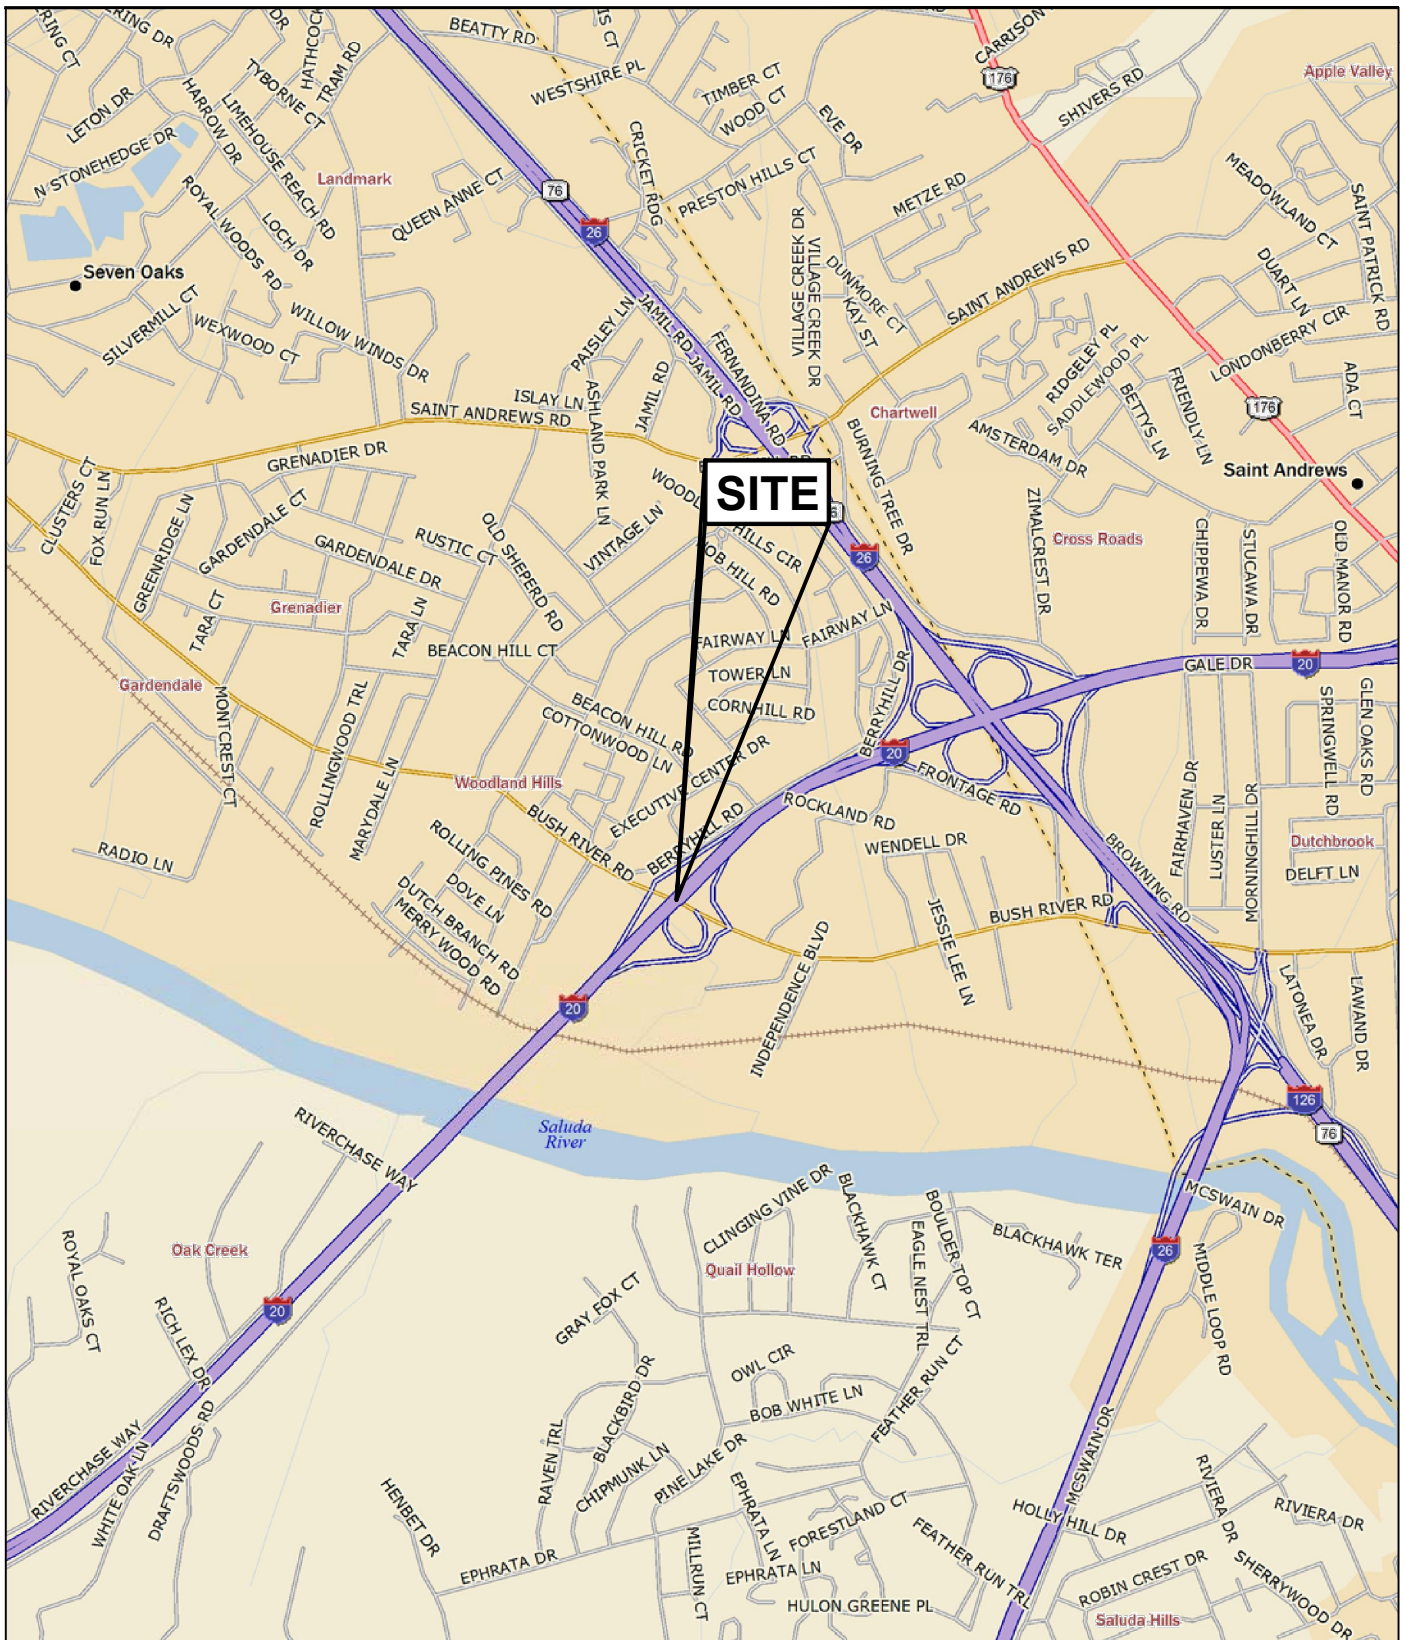 BEATTY RD
HATHCOCK
TRAM RD
TYBORNE CT
LIMEHOUSE REACH RD
HARROW DR
LETON DR
N STONEHEDGE DR
Landmark
QUEEN ANNE CT
ROYAL WOODS RD
LOCH DR
Seven Oaks
SILVERMILL CT
WEXWOOD CT
WILLOW WINDS DR
WESTSHIRE PL
TIMBER CT
WOOD CT
EVE DR
CRICKET RDG
PRESTON HILLS CT
METZE RD
176
SHIVERS RD
Apple Valley
MEADOWLAND CT
SAINT PATRICK RD
DUART LN
LONDONBERRY CIR
76
26
VILLAGE CREEK DR
VILLAGE CREEK DR
DUNMORE CT
KAY ST
SAINT ANDREWS RD
PAISLEY LN
JAMIL RD
JAMIL RD
FERNANDINA RD
JAMIL RD
ISLAY LN
SAINT ANDREWS RD
ASHLAND PARK LN
RIDGELEY PL
SADDLEWOOD PL
BETTYS LN
FRIENDLY LN
ADA CT
176
Chartwell
AMSTERDAM DR
BURNING TREE DR
Saint Andrews
GRENADIER DR
CLUSTERS CT
FOX RUN LN
GREENRIDGE LN
GARDENDALE CT
GARDENDALE DR
RUSTIC CT
OLD SHEPERD RD
VINTAGE LN
SITE
HILLS CIR
26
ZIMALCREST DR
Cross Roads
CHIPPEWA DR
STUCAWA DR
OLD MANOR RD
Grenadier
TARA CT
TARA LN
BEACON HILL CT
FAIRWAY LN
FAIRWAY LN
TOWER LN
CORNHILL RD
BERRYHILL DR
GALE DR
20
Gardendale
MONTCREST CT
ROLLINGWOOD TRL
MARYDALE LN
BEACON HILL RD
COTTONWOOD LN
EXECUTIVE CENTER DR
Woodland Hills
BUSH RIVER RD
BERRYHILL RD
20
FRONTAGE RD
ROCKLAND RD
WENDELL DR
SPRINGWELL RD
GLEN OAKS RD
FAIRHAVEN DR
LUSTER LN
MORNINGHILL DR
Dutchbrook
DELFT LN
RADIO LN
ROLLING PINES RD
DOVE LN
DUTCH BRANCH RD
MERRYWOOD RD
JESSIE LEE LN
BUSH RIVER RD
BROWNING RD
INDEPENDENCE BLVD
LATONEA DR
LAWAND DR
20
126
76
Saluda
River
RIVERCHASE WAY
MCSWAIN DR
CLINGING VINE DR
BLACKHAWK CT
BOULDER TOP CT
EAGLE NEST TRL
BLACKHAWK TER
26
MIDDLE LOOP RD
ROYAL OAKS CT
Oak Creek
Quail Hollow
20
RICH LEX DR
GRAY FOX CT
OWL CIR
BOB WHITE LN
FEATHER RUN CT
BLACKBIRD DR
RAVEN TRL
CHIPMUNK LN
PINE LAKE DR
RIVERCHASE WAY
WHITE OAK LN
DRAFTSWOODS RD
HENBET DR
EPHRATA DR
MILLRUN CT
EPHRATA LN
FORESTLAND CT
EPHRATA LN
HULON GREENE PL
FEATHER RUN TRL
MCSWAIN DR
HOLLY HILL DR
RIVIERA DR
RIVIERA DR
ROBIN CREST DR
SHERRYWOOD DR
Saluda Hills